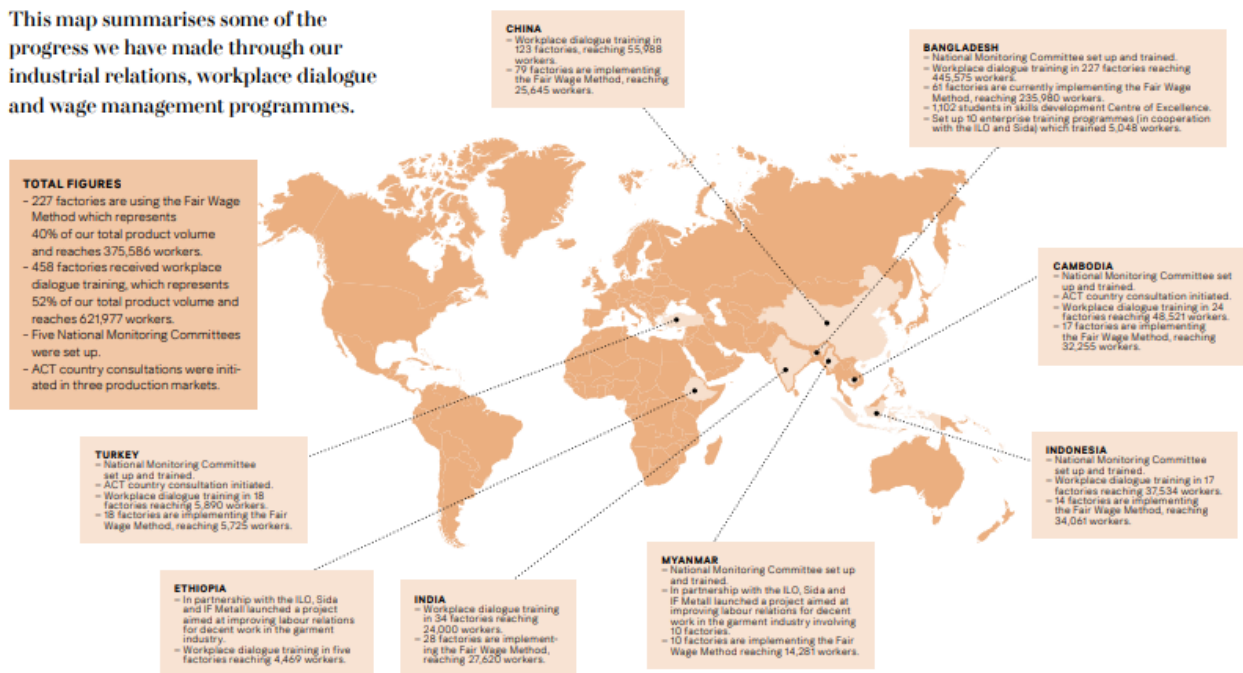 This map summarises some of the
progress we have made through our
industrial relations, workplace dialogue
and wage management programmes.
TOTAL FIGURES
- 227 factories are using the Fair Wage
Method which represents
40% of our total product volume
and reaches 375,586 workers.
- 458 factories received workplace
dialogue training, which represents
52% of our total product volume and
reaches 621,977 workers.
- Five National Monitoring Committees
were set up.
- ACT country consultations were initi-
ated in three production markets.
CHINA
– Workplace dialogue training in
123 factories, reaching 55,988
workers.
– 79 factories are implementing
the Fair Wage Method, reaching
25,645 workers.
BANGLADESH
– National Monitoring Committee set up and trained.
– Workplace dialogue training in 227 factories reaching
445,575 workers.
– 61 factories are currently implementing the Fair Wage
Method, reaching 235,980 workers.
– 1,102 students in skills development Centre of Excellence.
– Set up 10 enterprise training programmes (in cooperation
with the ILO and Sida) which trained 5,048 workers.
CAMBODIA
– National Monitoring Committee set
up and trained.
– ACT country consultation initiated.
– Workplace dialogue training in 24
factories reaching 48,521 workers.
– 17 factories are implementing
the Fair Wage Method, reaching
32,255 workers.
INDONESIA
– National Monitoring Committee
set up and trained.
– Workplace dialogue training in 17
factories reaching 37,534 workers.
– 14 factories are implementing
the Fair Wage Method, reaching
34,061 workers.
TURKEY
– National Monitoring Committee
set up and trained.
– ACT country consultation initiated.
– Workplace dialogue training in 18
factories reaching 5,890 workers.
– 18 factories are implementing the Fair
Wage Method, reaching 5,725 workers.
ETHIOPIA
– In partnership with the ILO, Sida
and IF Metall launched a project
aimed at improving labour relations
for decent work in the garment
industry.
– Workplace dialogue training in five
factories reaching 4,469 workers.
INDIA
– Workplace dialogue training
in 34 factories reaching
24,000 workers.
– 28 factories are implement-
ing the Fair Wage Method,
reaching 27,620 workers.
MYANMAR
– National Monitoring Committee set up
and trained.
– In partnership with the ILO, Sida and
IF Metall launched a project aimed at
improving labour relations for decent
work in the garment industry involving
10 factories.
– 10 factories are implementing the Fair
Wage Method reaching 14,281 workers.